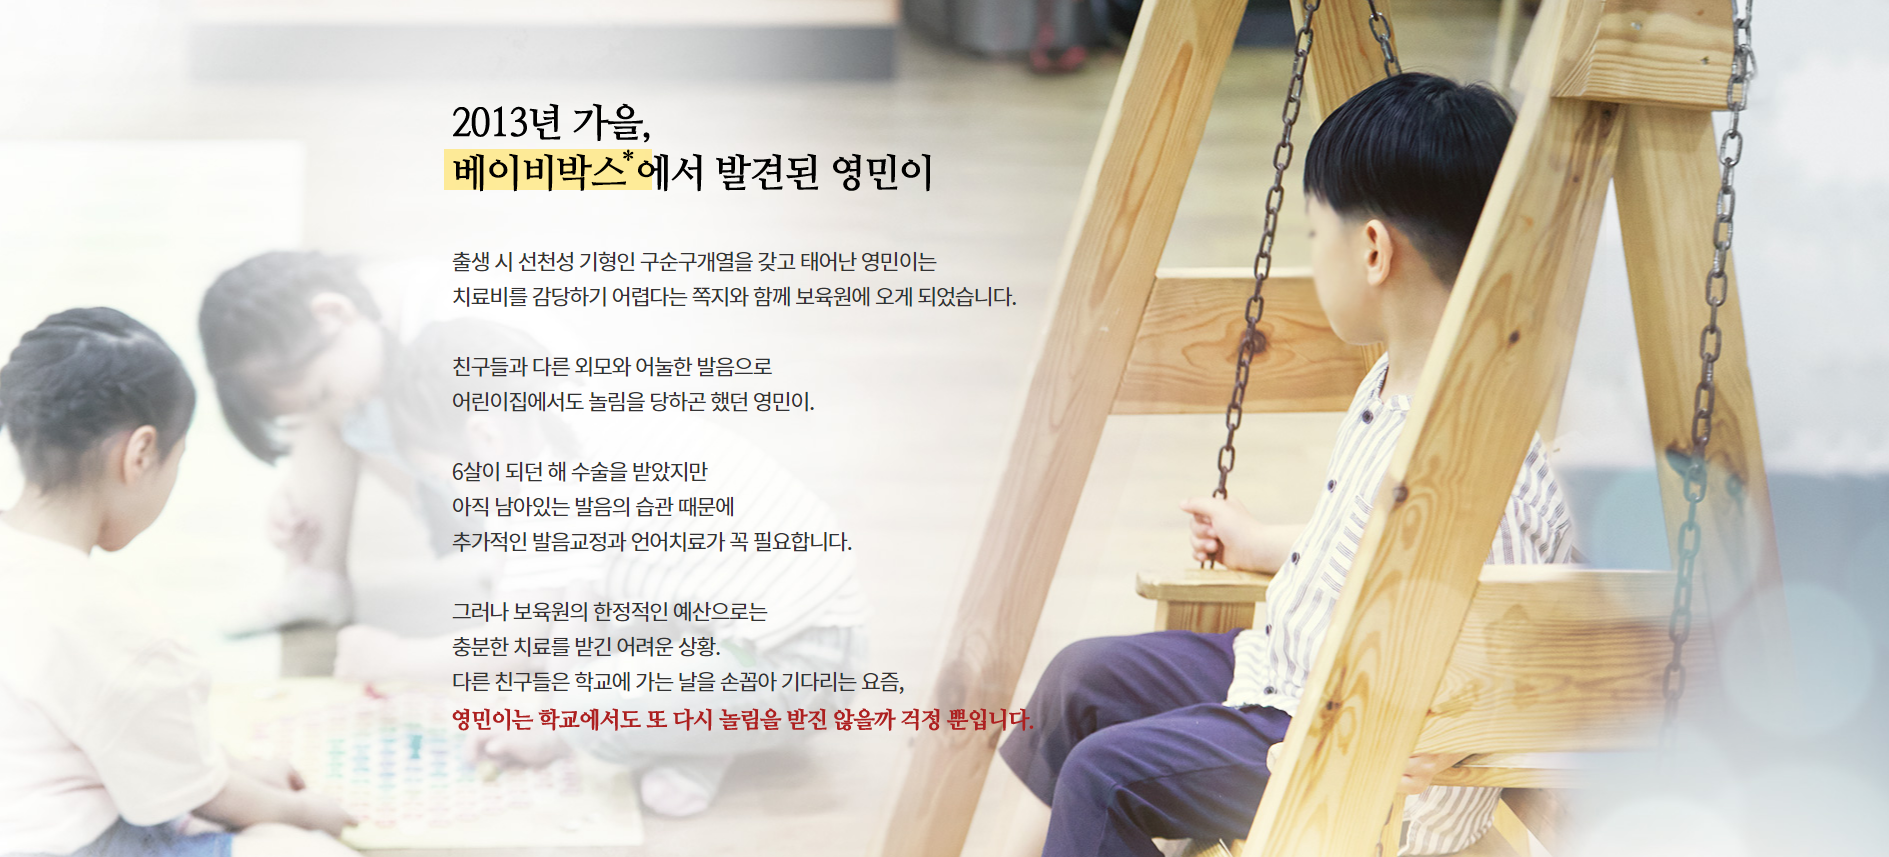 2013년 가을,
베이비박스*에서 발견된 영민이
출생 시 선천성 기형인 구순구개열을 갖고 태어난 영민이는
치료비를 감당하기 어렵다는 쪽지와 함께 보육원에 오게 되었습니다.
친구들과 다른 외모와 어눌한 발음으로
어린이집에서도 놀림을 당하곤 했던 영민이.
6살이 되던 해 수술을 받았지만
아직 남아있는 발음의 습관 때문에
추가적인 발음교정과 언어치료가 꼭 필요합니다.
그러나 보육원의 한정적인 예산으로는
충분한 치료를 받긴 어려운 상황.
다른 친구들은 학교에 가는 날을 손꼽아 기다리는 요즘,
영민이는 학교에서도 또 다시 놀림을 받진 않을까 걱정 뿐입니다.